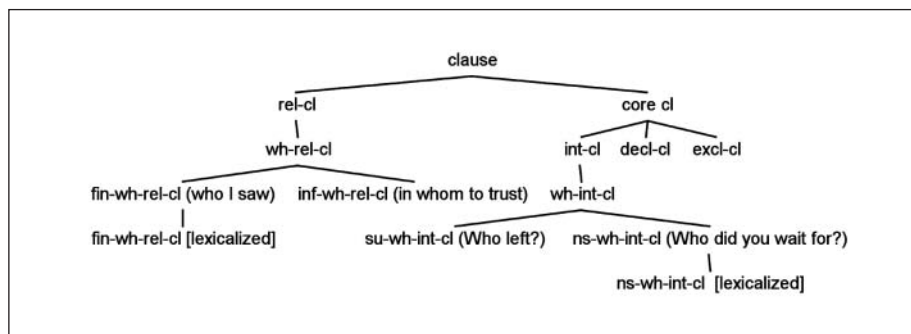 clause
rel-cl core cl
wh-rel-cl int-cl decl-cl excl-cl
fin-wh-rel-cl (who I saw) inf-wh-rel-cl (in whom to trust) wh-int-cl
fin-wh-rel-cl [lexicalized] su-wh-int-cl (Who left?) ns-wh-int-cl (Who did you wait for?)
ns-wh-int-cl [lexicalized]